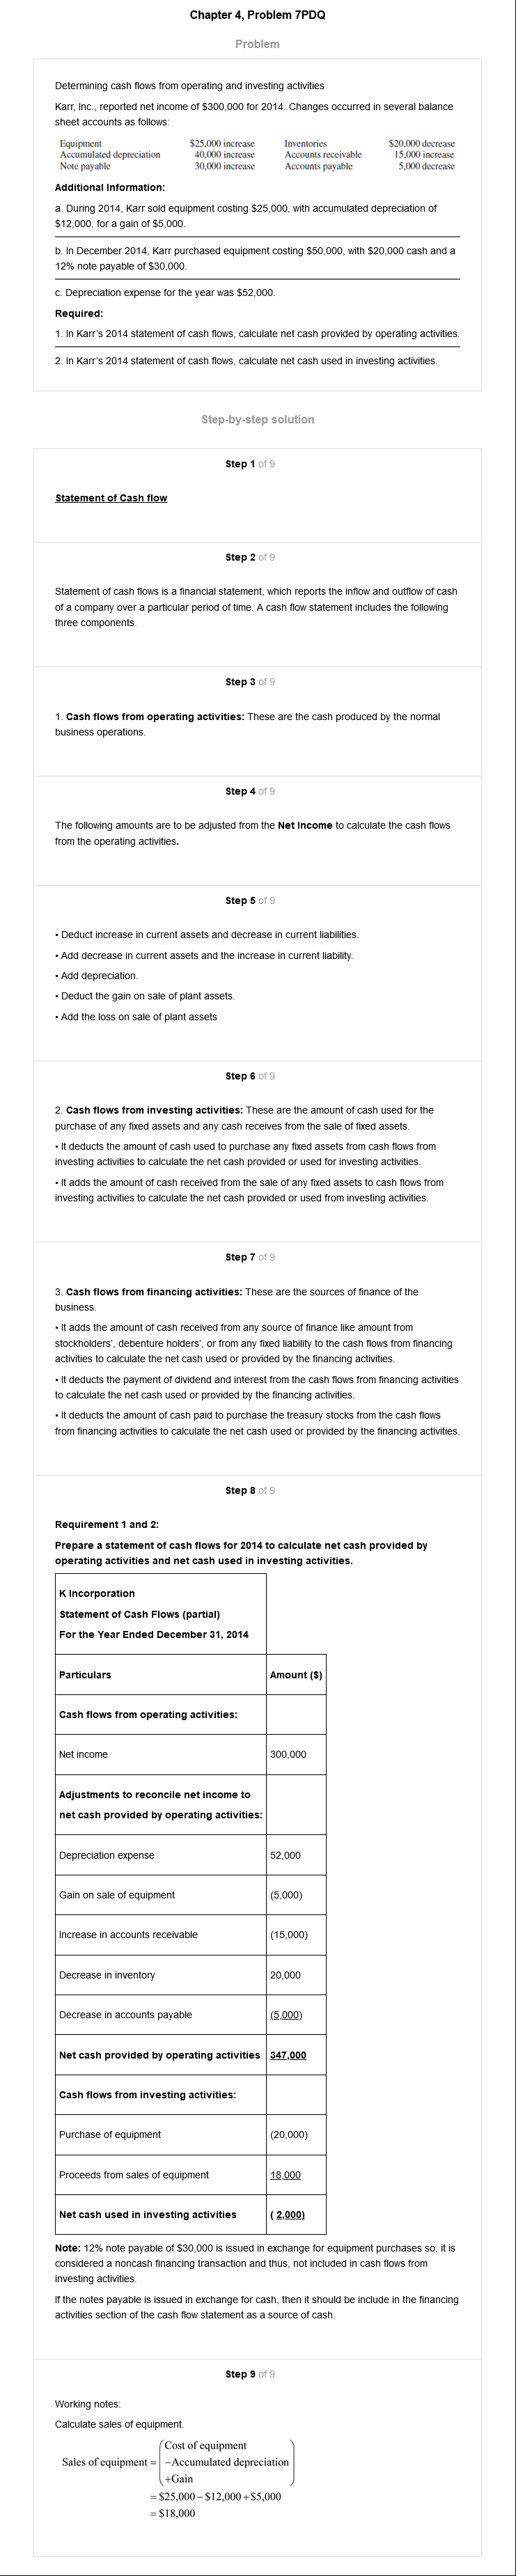 Chapter 4, Problem 7PDQ
Problem
Determining cash flows from operating and investing activities
Karr, Inc., reported net income of $300,000 for 2014. Changes occurred in several balance
sheet accounts as follows:
Equipment $25,000 increase Inventories $20,000 decrease
Accumulated depreciation 40,000 increase Accounts receivable 15,000 increase
Note payable 30,000 increase Accounts payable 5,000 decrease
Additional Information:
a. During 2014, Karr sold equipment costing $25,000, with accumulated depreciation of
$12,000, for a gain of $5,000.
b. In December 2014, Karr purchased equipment costing $50,000, with $20,000 cash and a
12% note payable of $30,000.
c. Depreciation expense for the year was $52,000.
Required:
1. In Karr's 2014 statement of cash flows, calculate net cash provided by operating activities.
2. In Karr's 2014 statement of cash flows, calculate net cash used in investing activities.
Step-by-step solution
Step 1 of 9
Statement of Cash flow
Step 2 of 9
Statement of cash flows is a financial statement, which reports the inflow and outflow of cash
of a company over a particular period of time. A cash flow statement includes the following
three components.
Step 3 of 9
1. Cash flows from operating activities: These are the cash produced by the normal
business operations.
Step 4 of 9
The following amounts are to be adjusted from the Net Income to calculate the cash flows
from the operating activities.
Step 5 of 9
• Deduct increase in current assets and decrease in current liabilities.
• Add decrease in current assets and the increase in current liability.
• Add depreciation.
• Deduct the gain on sale of plant assets.
• Add the loss on sale of plant assets
Step 6 of 9
2. Cash flows from investing activities: These are the amount of cash used for the
purchase of any fixed assets and any cash receives from the sale of fixed assets.
• It deducts the amount of cash used to purchase any fixed assets from cash flows from
investing activities to calculate the net cash provided or used for investing activities.
• It adds the amount of cash received from the sale of any fixed assets to cash flows from
investing activities to calculate the net cash provided or used from investing activities.
Step 7 of 9
3. Cash flows from financing activities: These are the sources of finance of the
business.
• It adds the amount of cash received from any source of finance like amount from
stockholders', debenture holders', or from any fixed liability to the cash flows from financing
activities to calculate the net cash used or provided by the financing activities.
• It deducts the payment of dividend and interest from the cash flows from financing activities
to calculate the net cash used or provided by the financing activities.
• It deducts the amount of cash paid to purchase the treasury stocks from the cash flows
from financing activities to calculate the net cash used or provided by the financing activities.
Step 8 of 9
Requirement 1 and 2:
Prepare a statement of cash flows for 2014 to calculate net cash provided by
operating activities and net cash used in investing activities.
K Incorporation
Statement of Cash Flows (partial)
For the Year Ended December 31, 2014
Particulars Amount ($)
Cash flows from operating activities:
Net income 300,000
Adjustments to reconcile net income to
net cash provided by operating activities:
Depreciation expense 52,000
Gain on sale of equipment (5,000)
Increase in accounts receivable (15,000)
Decrease in inventory 20,000
Decrease in accounts payable (5,000)
Net cash provided by operating activities 347,000
Cash flows from investing activities:
Purchase of equipment (20,000)
Proceeds from sales of equipment 18,000
Net cash used in investing activities ( 2,000)
Note: 12% note payable of $30,000 is issued in exchange for equipment purchases so, it is
considered a noncash financing transaction and thus, not included in cash flows from
investing activities.
If the notes payable is issued in exchange for cash, then it should be include in the financing
activities section of the cash flow statement as a source of cash.
Step 9 of 9
Working notes:
Calculate sales of equipment.
Cost of equipment
Sales of equipment = −Accumulated depreciation
+Gain
= $25,000 − $12,000 + $5,000
= $18,000